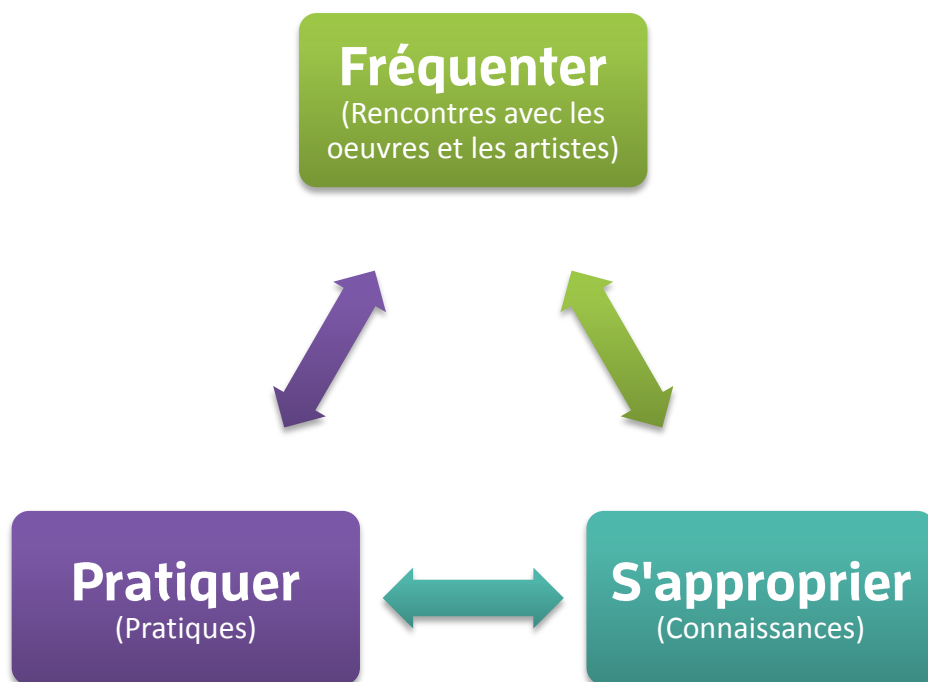 Fréquenter
(Rencontres avec les
oeuvres et les artistes)
Pratiquer
(Pratiques)
S'approprier
(Connaissances)